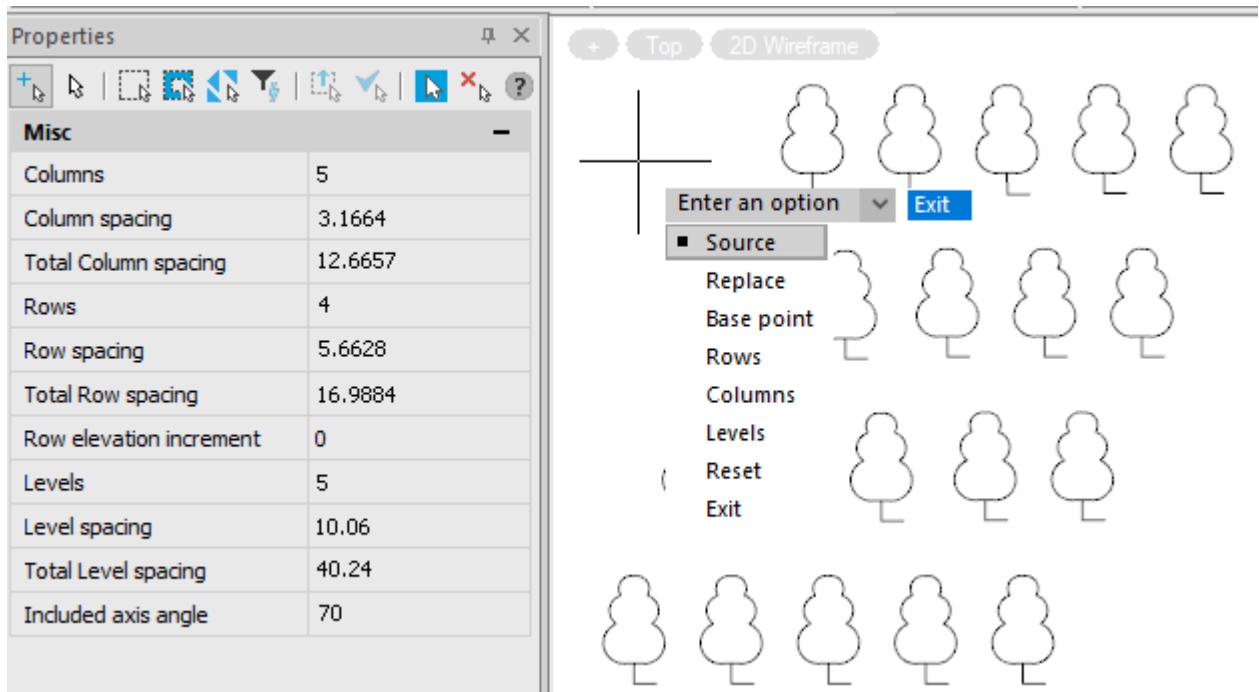 Properties
+ Top 2D Wireframe
?
Misc
Columns 5
Column spacing 3.1664
Total Column spacing 12.6657
Rows 4
Row spacing 5.6628
Total Row spacing 16.9884
Row elevation increment 0
Levels 5
Level spacing 10.06
Total Level spacing 40.24
Included axis angle 70
Enter an option Exit
Source
Replace
Base point
Rows
Columns
Levels
Reset
Exit